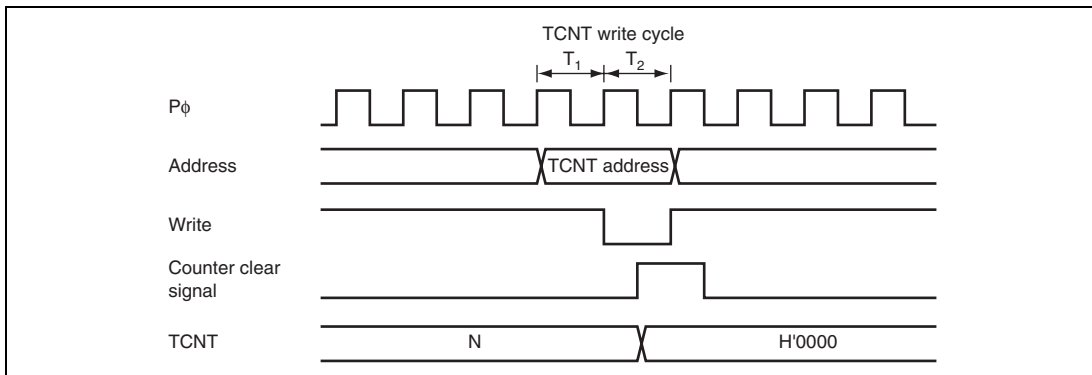 TCNT write cycle
T1 T2
Pϕ
Address
TCNT address
Write
Counter clear
signal
TCNT
N
H'0000